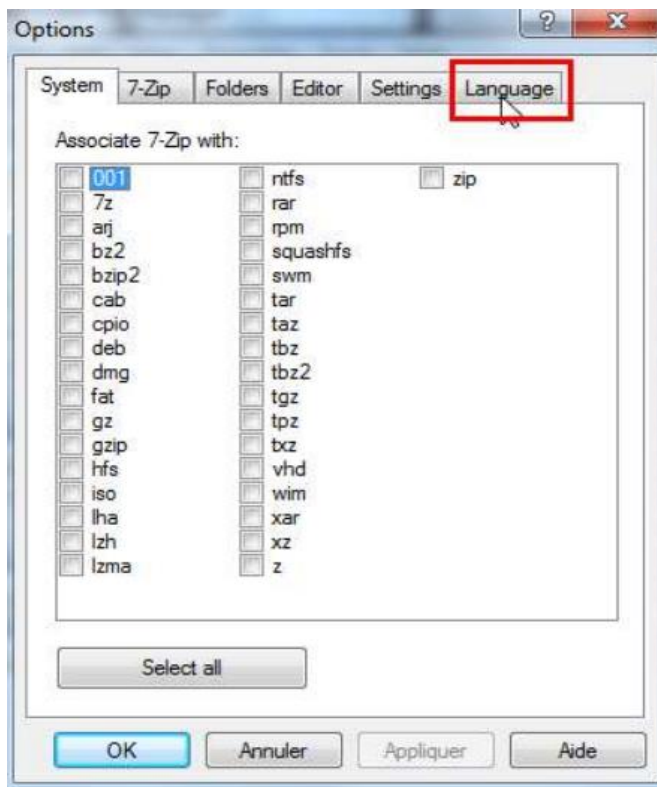 Options
System 7-Zip Folders Editor Settings Language
Associate 7-Zip with:
001 ntfs zip
7z rar
arj rpm
bz2 squashfs
bzip2 swm
cab tar
cpio taz
deb tbz
dmg tbz2
fat tgz
gz tpz
gzip txz
hfs vhd
iso wim
lha xar
lzh xz
lzma z
Select all
OK Annuler Appliquer Aide